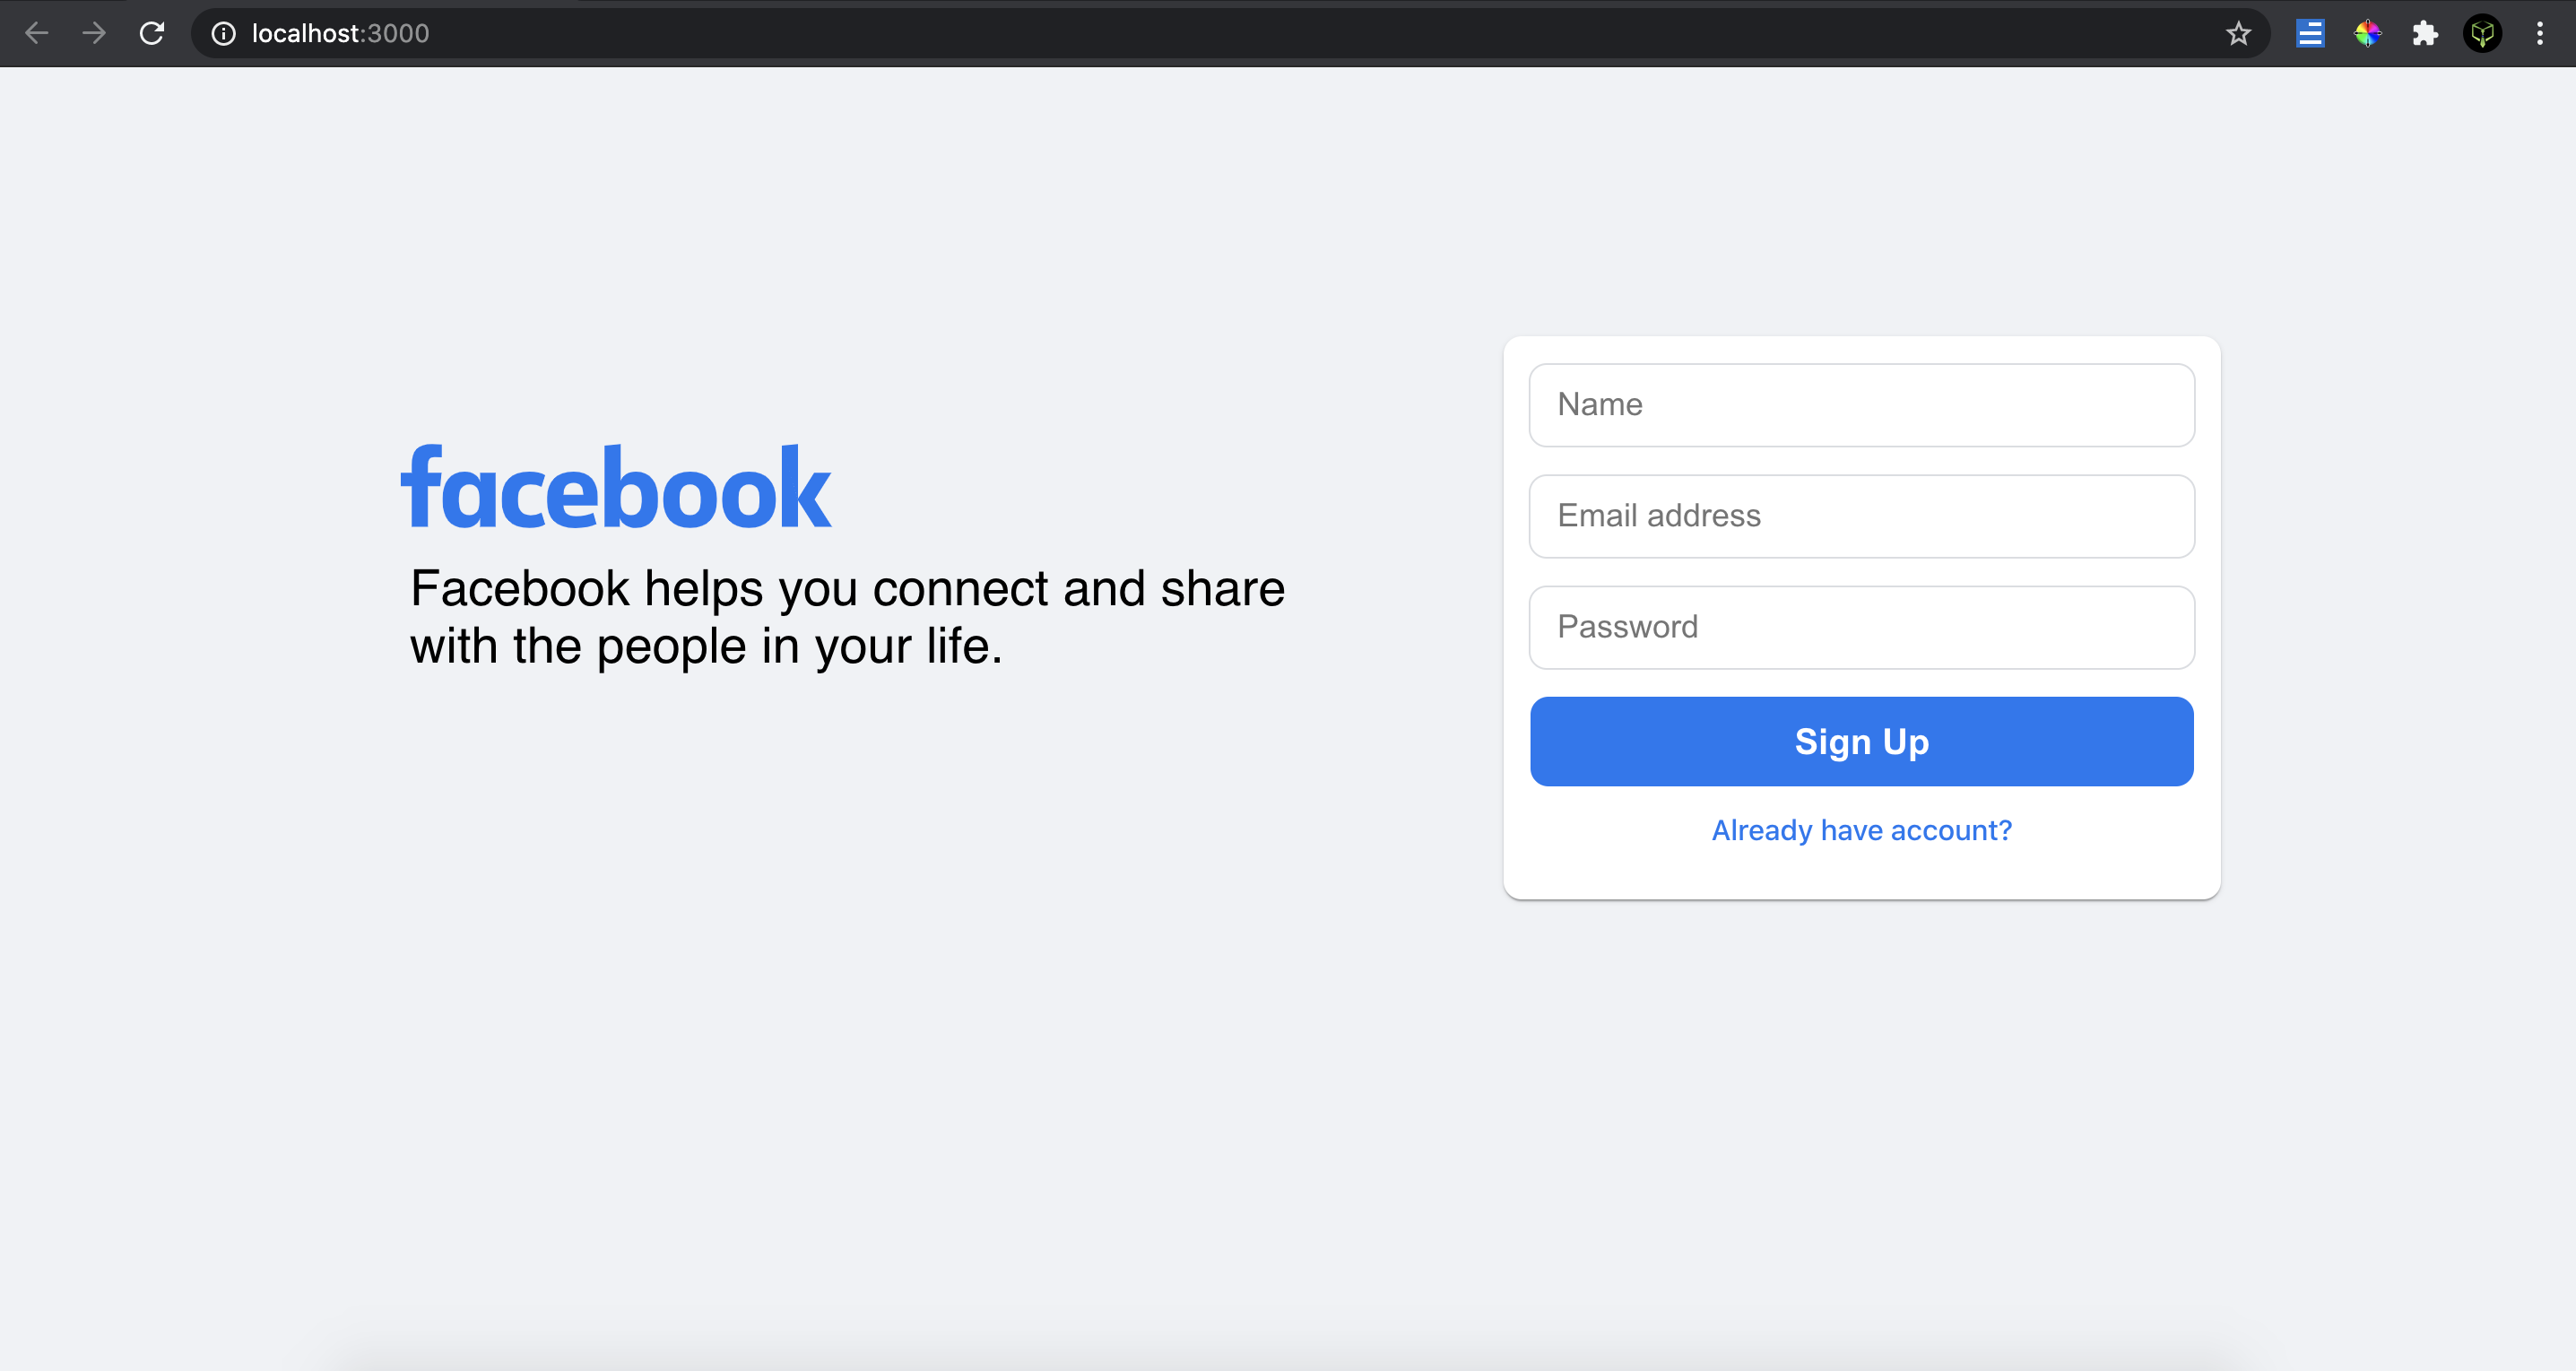 localhost:3000
facebook
Facebook helps you connect and share
with the people in your life.
Name
Email address
Password
Sign Up
Already have account?